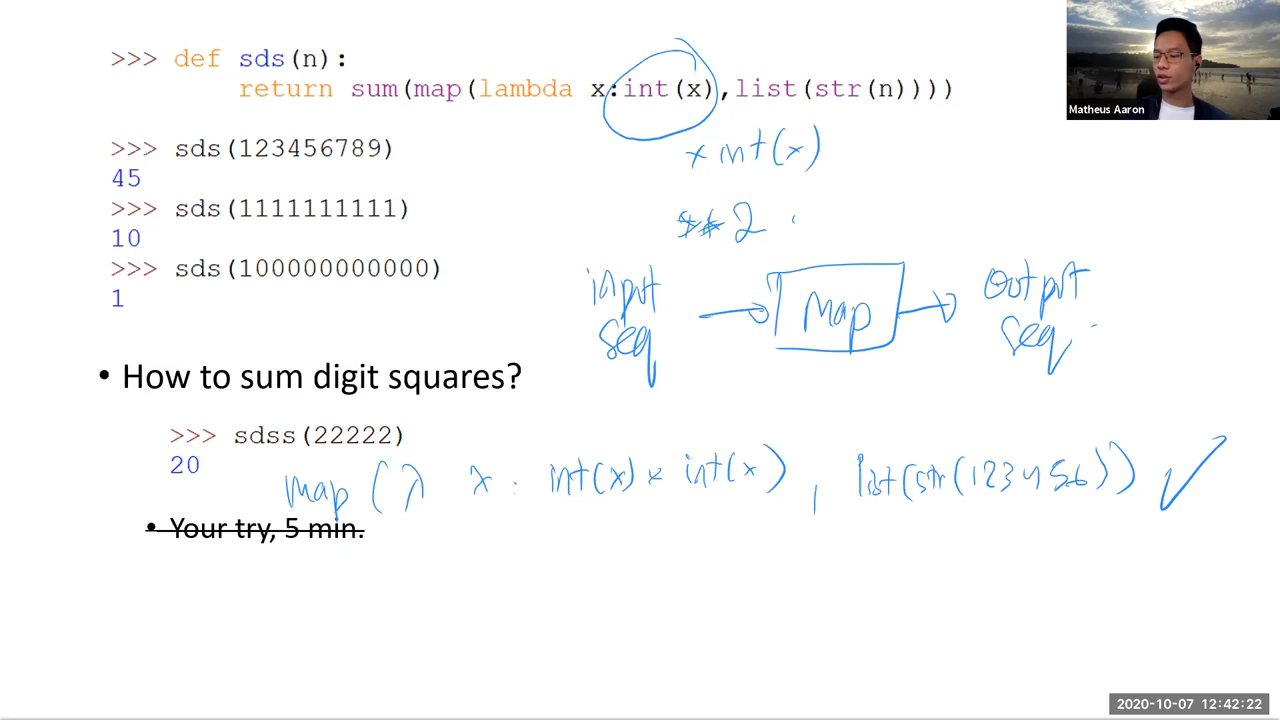 >>> def sds(n):
return sum(map(lambda x:int(x),list(str(n))))
Matheus Aaron
>>> sds(123456789)
45
>>> sds(1111111111)
10
>>> sds(100000000000)
1
x int(x)
**2
input seq
Map
output seq
• How to sum digit squares?
>>> sdss(22222)
20
map (λ x : int(x) x int(x) , list(str(123456)) ✓
• Your try, 5 min.
2020-10-07 12:42:22